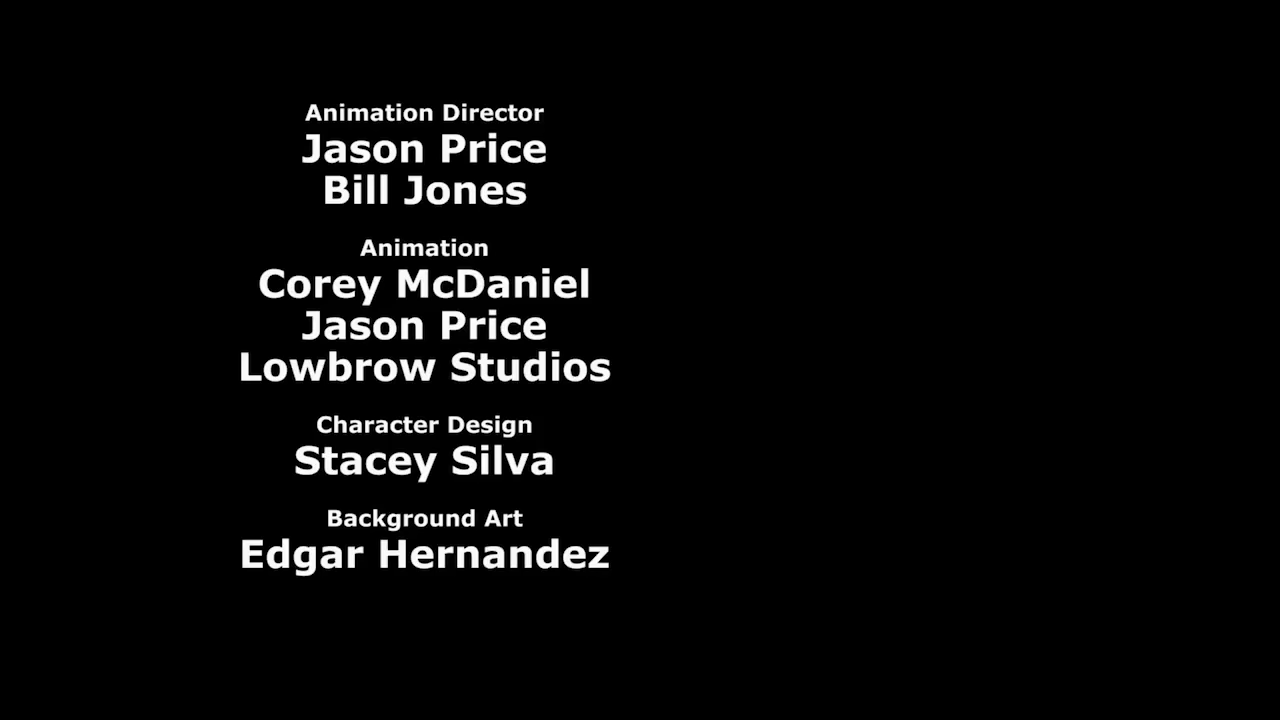 Animation Director
Jason Price
Bill Jones
Animation
Corey McDaniel
Jason Price
Lowbrow Studios
Character Design
Stacey Silva
Background Art
Edgar Hernandez